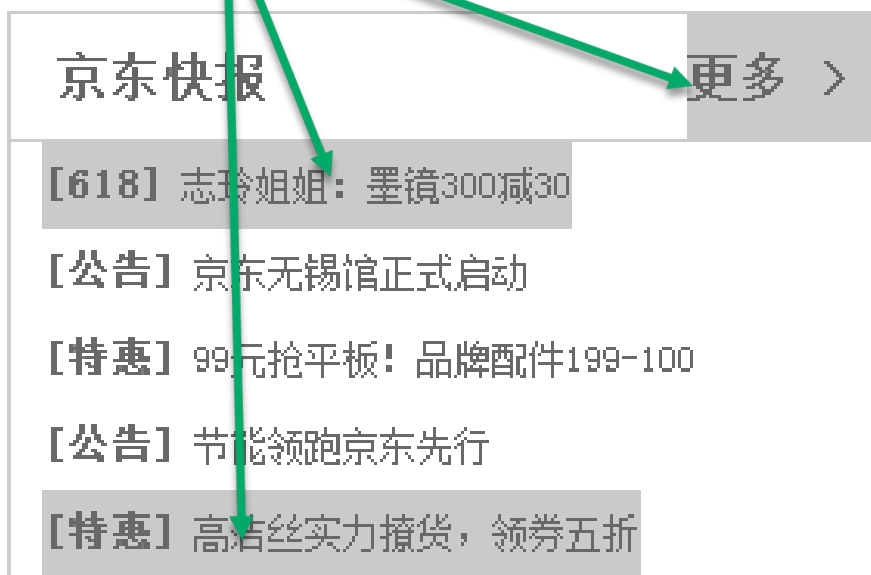 京东快报 更多 >
[618] 志玲姐姐：墨镜300减30
[公告] 京东无锡馆正式启动
[特惠] 99元抢平板！品牌配件199-100
[公告] 节能领跑京东先行
[特惠] 高洁丝实力撩货，领券五折